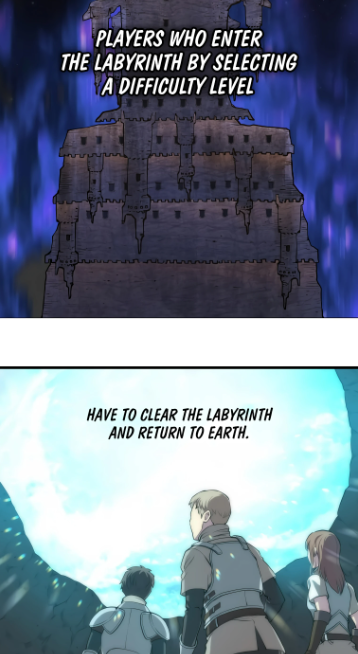 PLAYERS WHO ENTER
THE LABYRINTH BY SELECTING
A DIFFICULTY LEVEL
HAVE TO CLEAR THE LABYRINTH
AND RETURN TO EARTH.